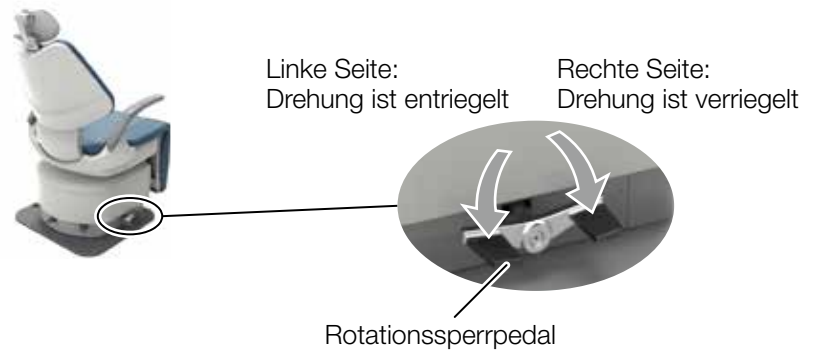 Linke Seite:
Drehung ist entriegelt
Rechte Seite:
Drehung ist verriegelt
Rotationssperrpedal